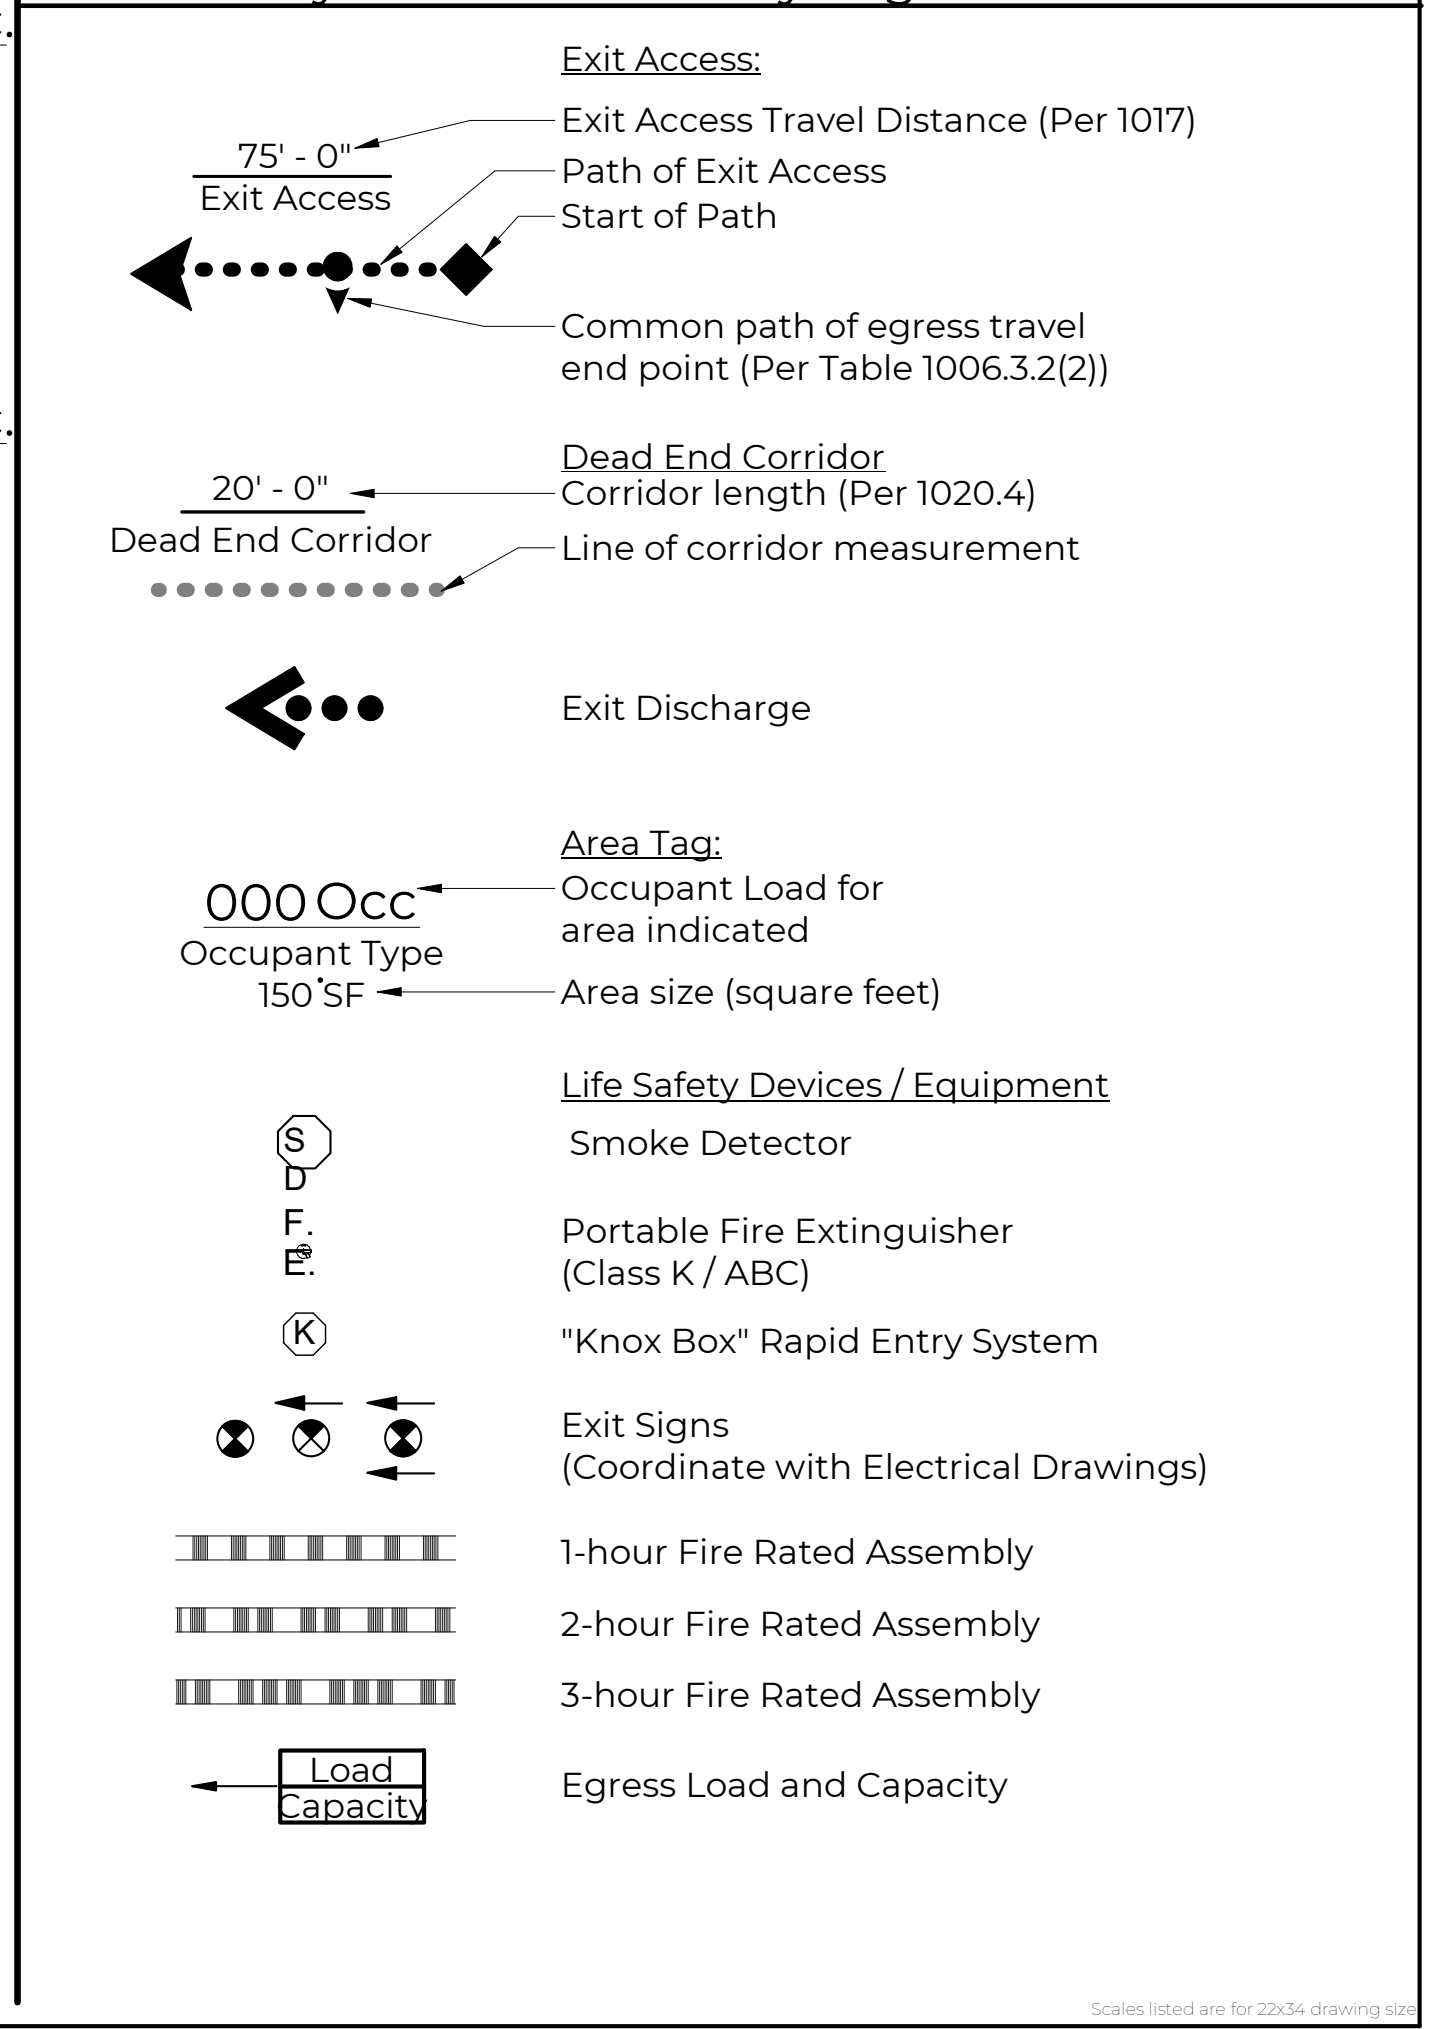 Exit Access:
Exit Access Travel Distance (Per 1017)
75' - 0"
Exit Access
Path of Exit Access
Start of Path
Common path of egress travel
end point (Per Table 1006.3.2(2))
Dead End Corridor
20' - 0"
Corridor length (Per 1020.4)
Dead End Corridor
Line of corridor measurement
Exit Discharge
Area Tag:
000 Occ
Occupant Load for
area indicated
Occupant Type
150 SF
Area size (square feet)
Life Safety Devices / Equipment
S
D
Smoke Detector
F.
E.
Portable Fire Extinguisher
(Class K / ABC)
K
"Knox Box" Rapid Entry System
Exit Signs
(Coordinate with Electrical Drawings)
1-hour Fire Rated Assembly
2-hour Fire Rated Assembly
3-hour Fire Rated Assembly
Load
Capacity
Egress Load and Capacity
Scales listed are for 22x34 drawing size